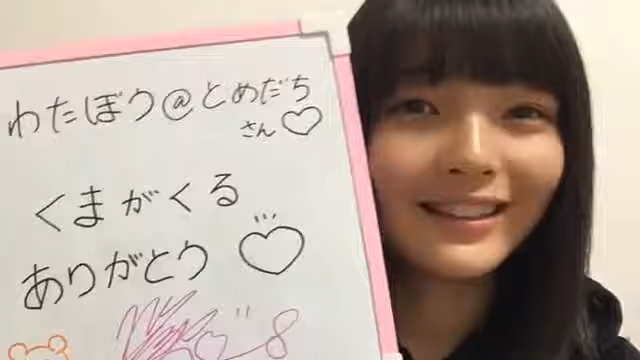 わたぼう@とめだち
さん♡
くまがくる
ありがとう♡